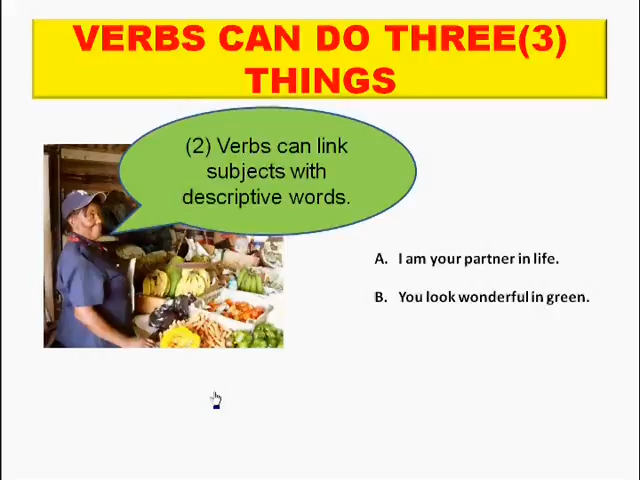 VERBS CAN DO THREE(3)
THINGS
(2) Verbs can link
subjects with
descriptive words.
A. I am your partner in life.
B. You look wonderful in green.